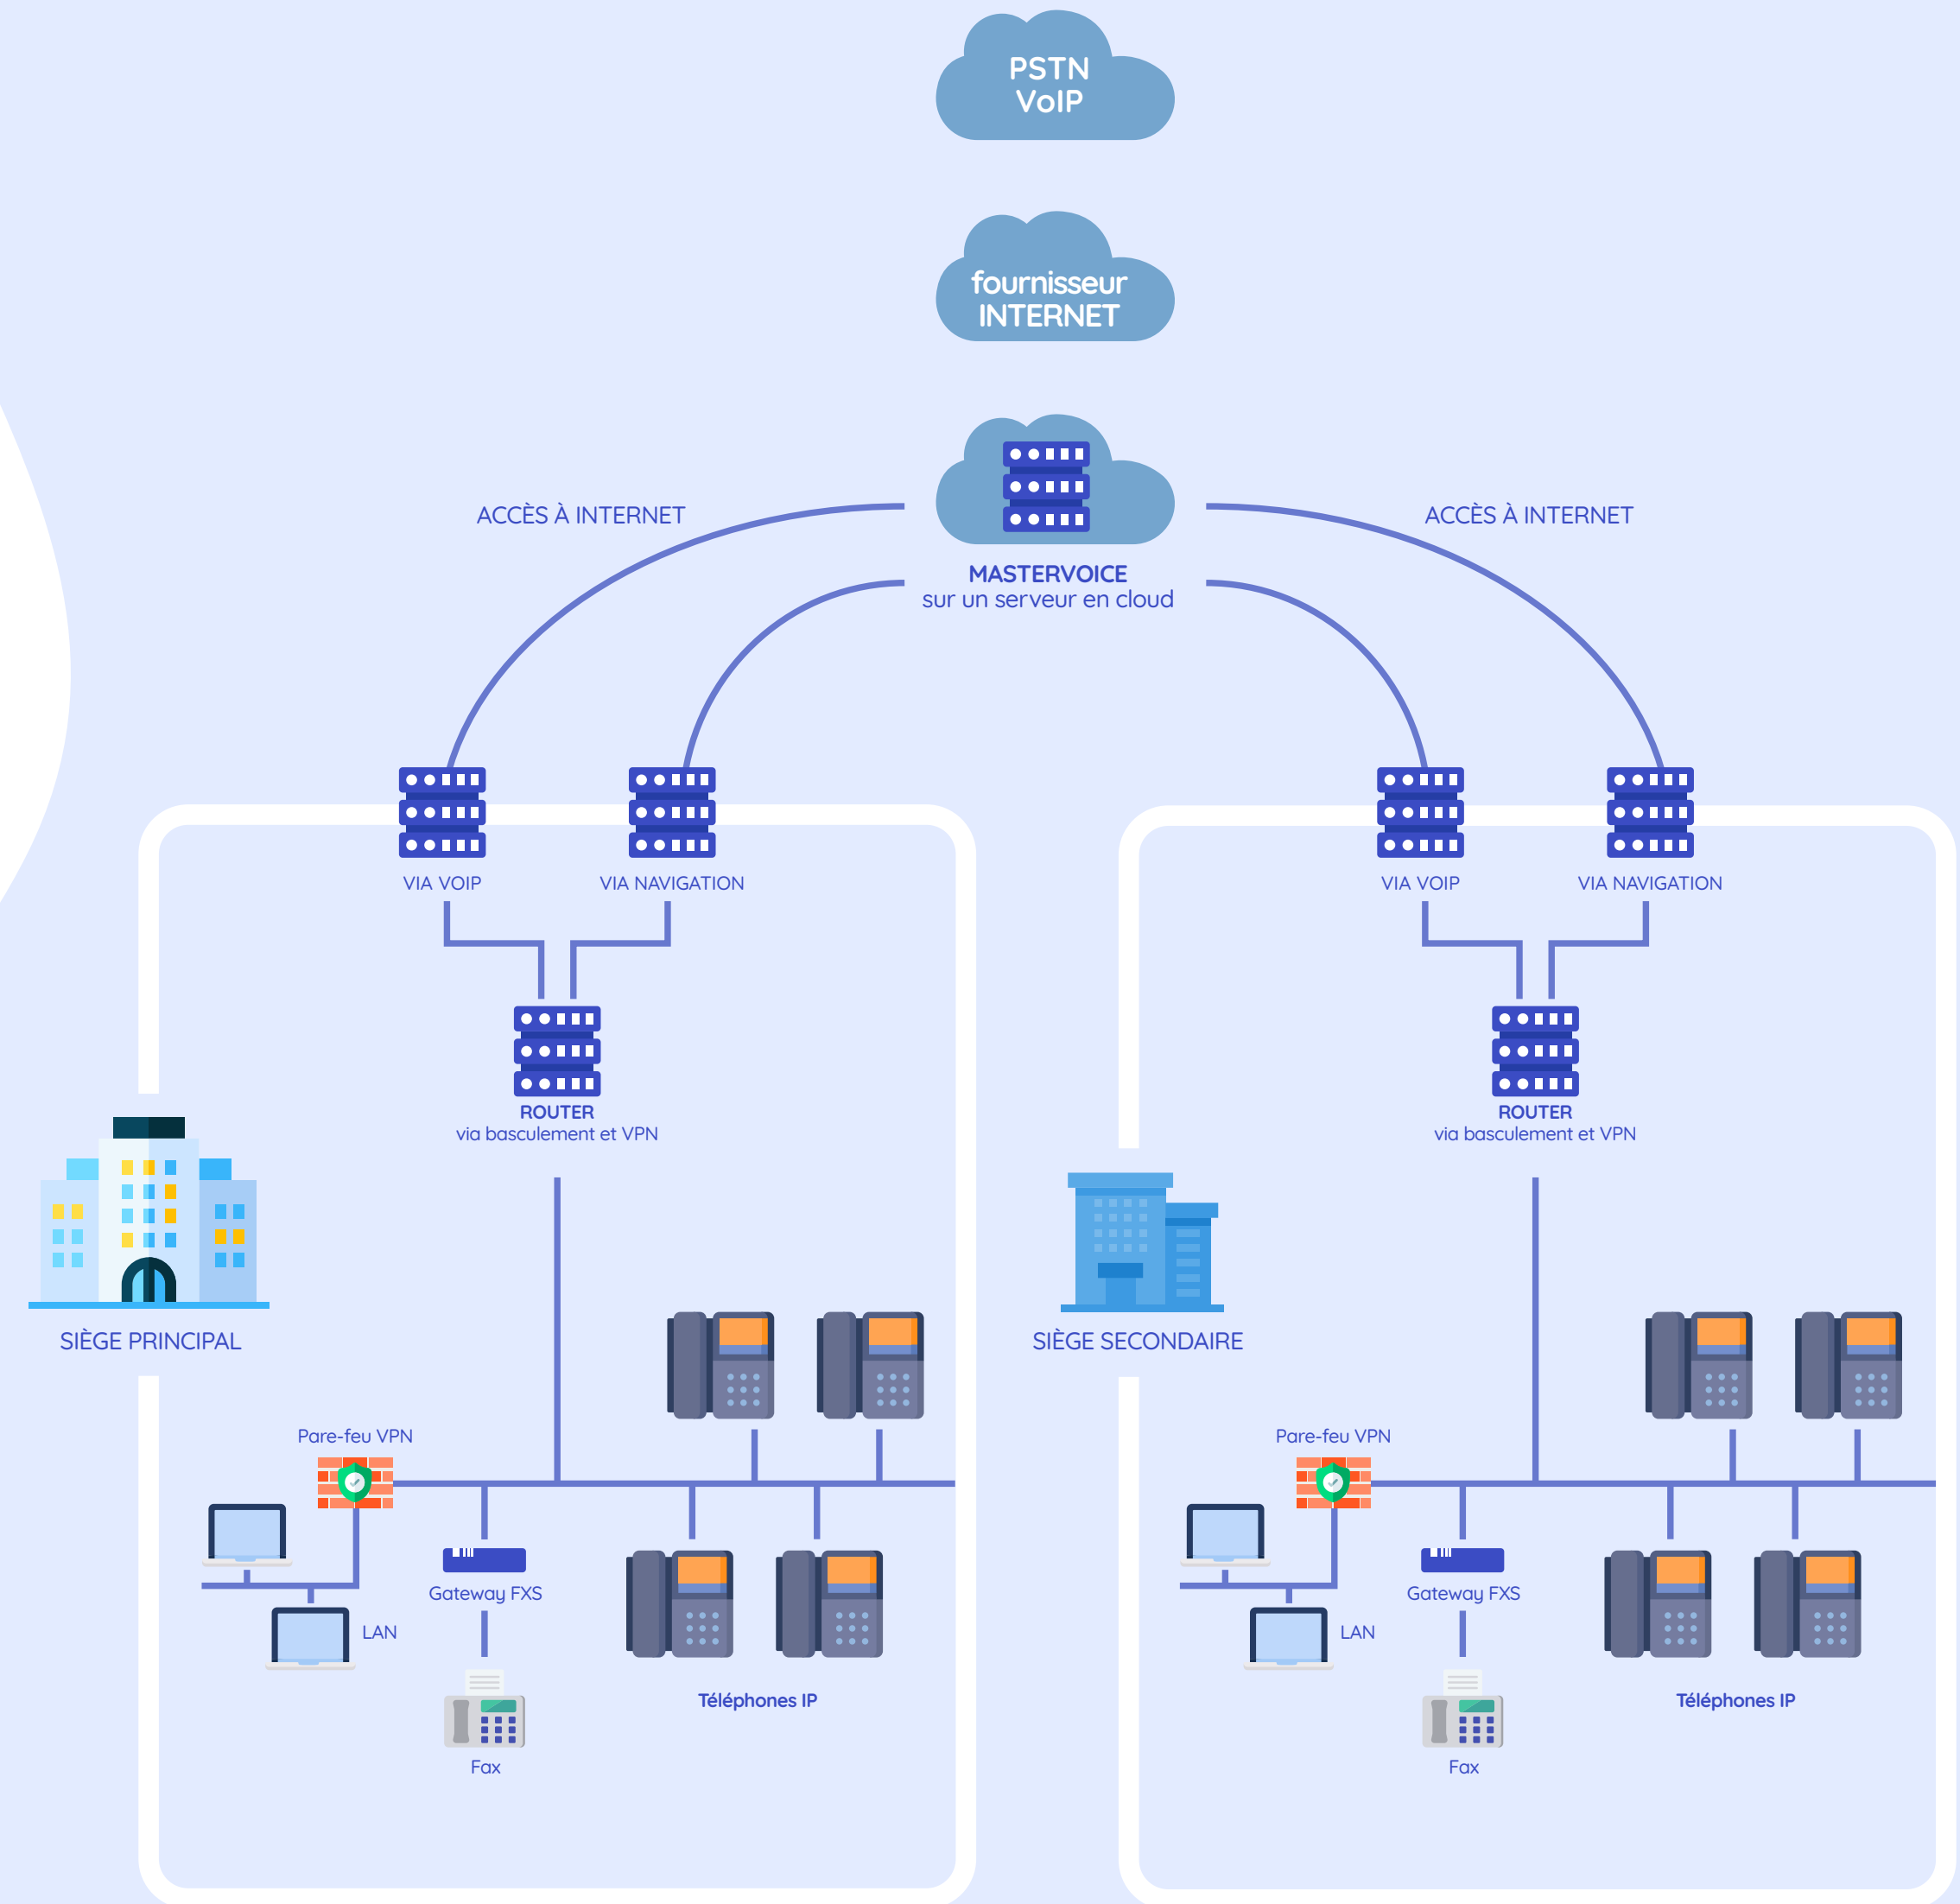 PSTN
VoIP
fournisseur
INTERNET
ACCÈS À INTERNET
ACCÈS À INTERNET
MASTERVOICE
sur un serveur en cloud
VIA VOIP
VIA NAVIGATION
VIA VOIP
VIA NAVIGATION
ROUTER
via basculement et VPN
ROUTER
via basculement et VPN
SIÈGE PRINCIPAL
SIÈGE SECONDAIRE
Pare-feu VPN
Pare-feu VPN
Gateway FXS
Gateway FXS
LAN
LAN
Téléphones IP
Téléphones IP
Fax
Fax